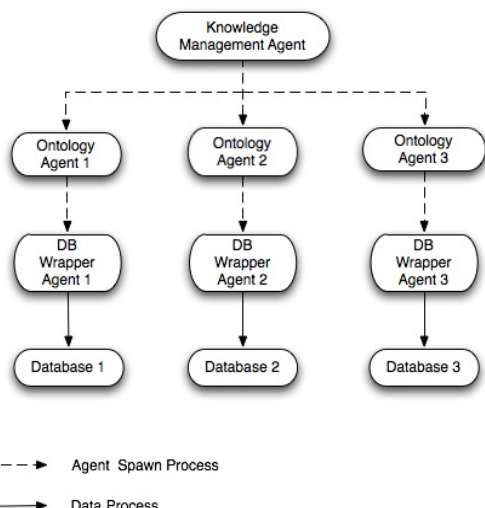 Knowledge
Management Agent
Ontology
Agent 1
Ontology
Agent 2
Ontology
Agent 3
DB
Wrapper
Agent 1
DB
Wrapper
Agent 2
DB
Wrapper
Agent 3
Database 1
Database 2
Database 3
Agent Spawn Process
Data Process